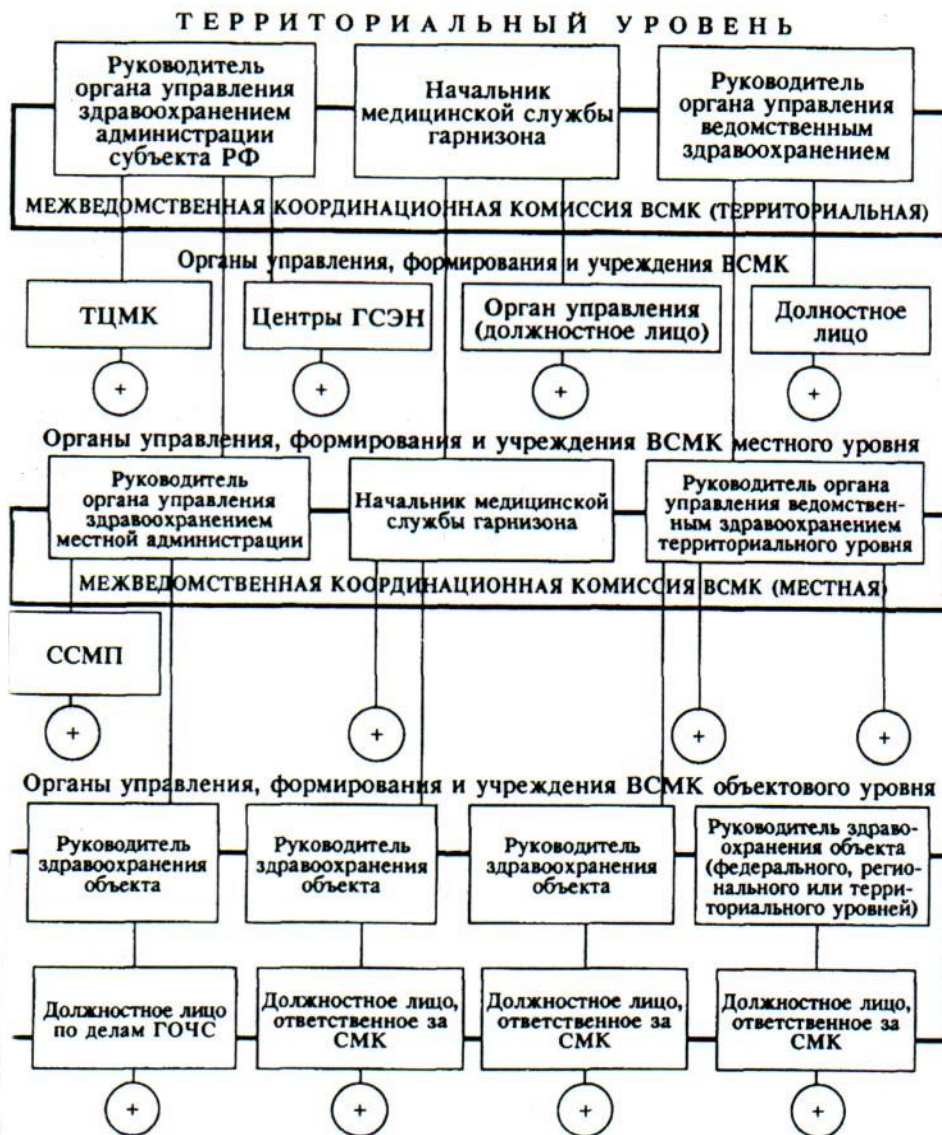 ТЕРРИТОРИАЛЬНЫЙ УРОВЕНЬ
Руководитель
органа управления
здравоохранением
администрации
субъекта РФ
Начальник
медицинской службы
гарнизона
Руководитель
органа управления
ведомственным
здравоохранением
МЕЖВЕДОМСТВЕННАЯ КООРДИНАЦИОННАЯ КОМИССИЯ ВСМК (ТЕРРИТОРИАЛЬНАЯ)
Органы управления, формирования и учреждения ВСМК
ТЦМК
Центры ГСЭН
Орган управления
(должностное лицо)
Долностное
лицо
+
+
+
+
Органы управления, формирования и учреждения ВСМК местного уровня
Руководитель
органа управления
здравоохранением
местной администрации
Начальник медицинской
службы гарнизона
Руководитель органа
управления ведомствен-
ным здравоохранением
территориального уровня
МЕЖВЕДОМСТВЕННАЯ КООРДИНАЦИОННАЯ КОМИССИЯ ВСМК (МЕСТНАЯ)
ССМП
+
+
+
+
Органы управления, формирования и учреждения ВСМК объектового уровня
Руководитель
здравоохранения
объекта
Руководитель
здравоохранения
объекта
Руководитель
здравоохранения
объекта
Руководитель здраво-
охранения объекта
(федерального, регио-
нального или терри-
ториального уровней)
Должностное лицо
по делам ГОЧС
Должностное лицо,
ответственное за
СМК
Должностное лицо,
ответственное за
СМК
Должностное лицо,
ответственное за
СМК
+
+
+
+